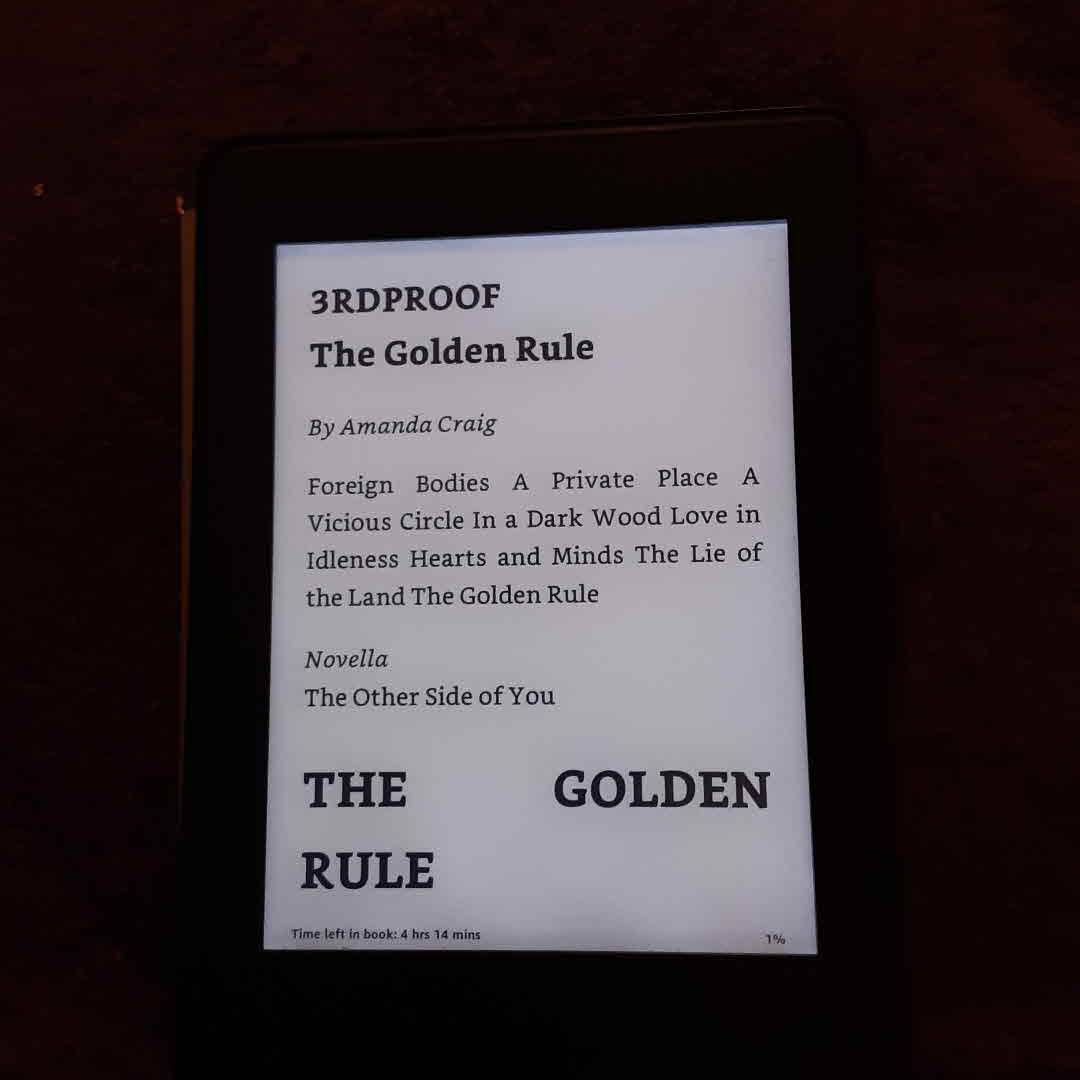 3RDPROOF
The Golden Rule
By Amanda Craig
Foreign Bodies A Private Place A
Vicious Circle In a Dark Wood Love in
Idleness Hearts and Minds The Lie of
the Land The Golden Rule
Novella
The Other Side of You
THE GOLDEN
RULE
Time left in book: 4 hrs 14 mins 1%